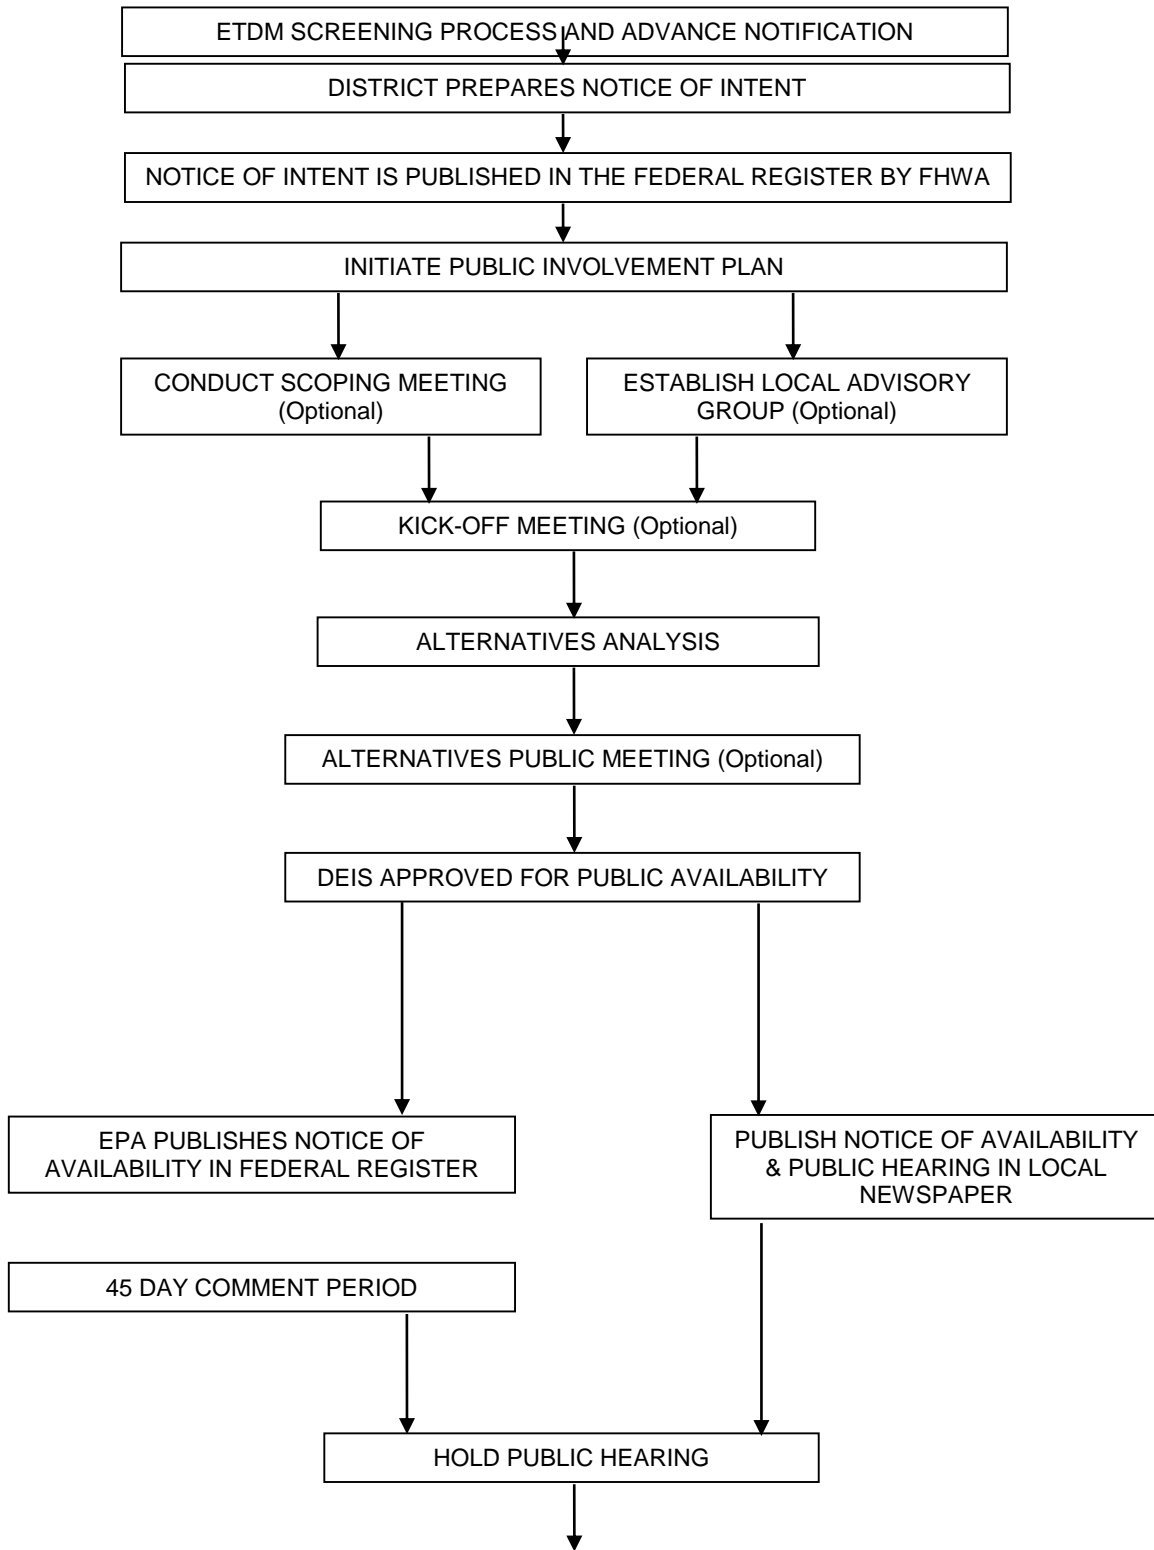 ETDM SCREENING PROCESS AND ADVANCE NOTIFICATION
DISTRICT PREPARES NOTICE OF INTENT
NOTICE OF INTENT IS PUBLISHED IN THE FEDERAL REGISTER BY FHWA
INITIATE PUBLIC INVOLVEMENT PLAN
CONDUCT SCOPING MEETING
(Optional)
ESTABLISH LOCAL ADVISORY
GROUP (Optional)
KICK-OFF MEETING (Optional)
ALTERNATIVES ANALYSIS
ALTERNATIVES PUBLIC MEETING (Optional)
DEIS APPROVED FOR PUBLIC AVAILABILITY
EPA PUBLISHES NOTICE OF
AVAILABILITY IN FEDERAL REGISTER
PUBLISH NOTICE OF AVAILABILITY
& PUBLIC HEARING IN LOCAL
NEWSPAPER
45 DAY COMMENT PERIOD
HOLD PUBLIC HEARING